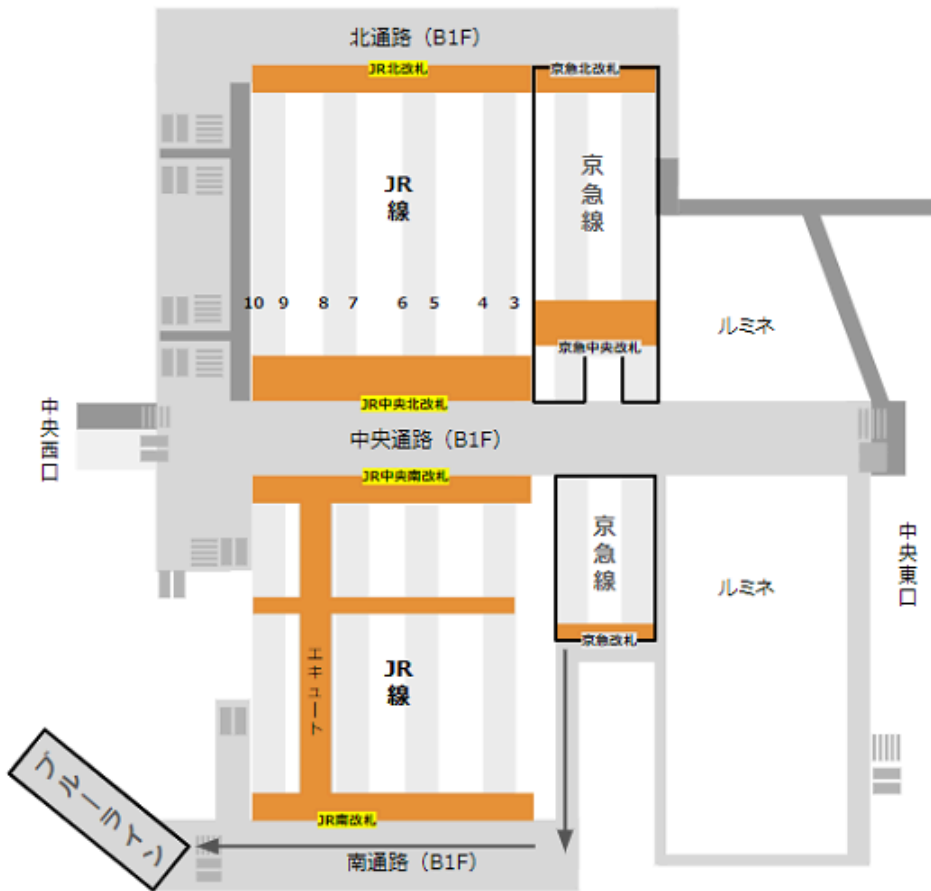 北通路（B1F）
JR北改札
京急北改札
JR
線
京急線
10 9 8 7 6 5 4 3
ルミネ
京急中央改札
JR中央北改札
中央西口
中央通路（B1F）
JR中央南改札
京急線
中央東口
ルミネ
京急改札
エキュート
JR
線
ブルーライン
JR南改札
南通路（B1F）